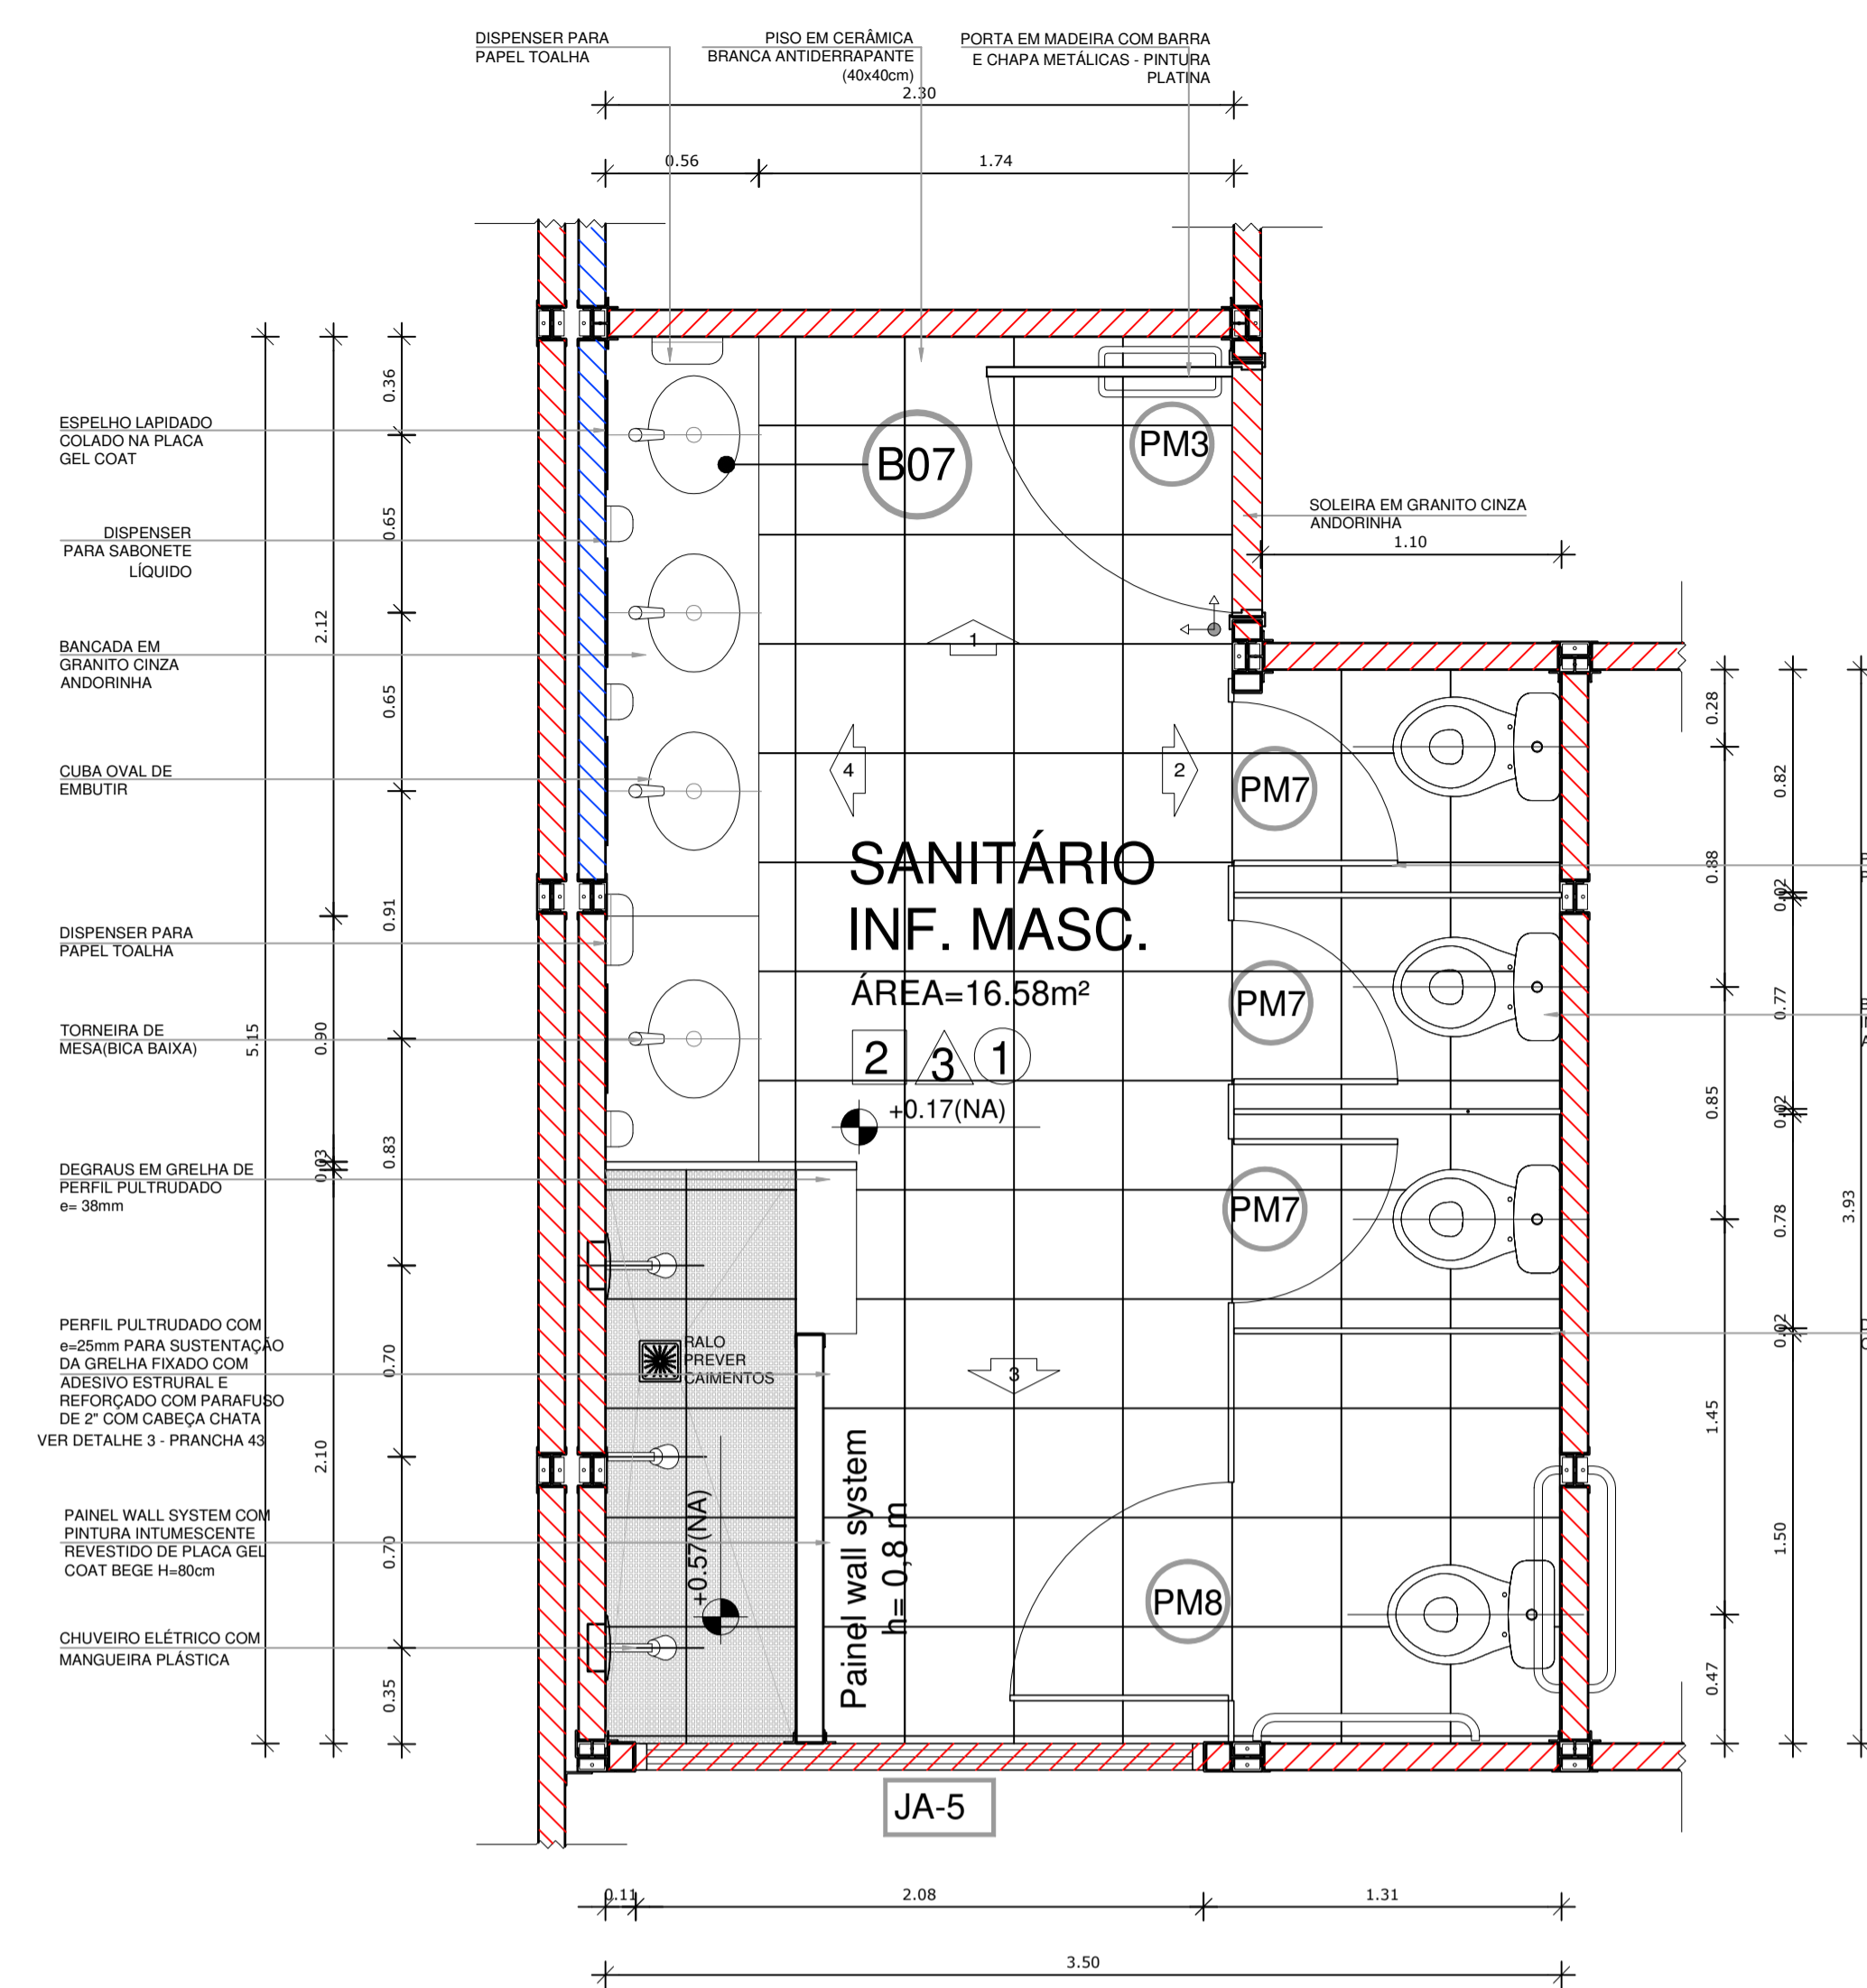 DISPENSER PARA
PAPEL TOALHA
PISO EM CERÂMICA
BRANCA ANTIDERRAPANTE
(40x40cm)
PORTA EM MADEIRA COM BARRA
E CHAPA METÁLICAS - PINTURA
PLATINA
2.30
0.56
1.74
ESPELHO LAPIDADO
COLADO NA PLACA
GEL COAT
DISPENSER
PARA SABONETE
LÍQUIDO
BANCADA EM
GRANITO CINZA
ANDORINHA
CUBA OVAL DE
EMBUTIR
DISPENSER PARA
PAPEL TOALHA
TORNEIRA DE
MESA(BICA BAIXA)
DEGRAUS EM GRELHA DE
PERFIL PULTRUDADO
e= 38mm
PERFIL PULTRUDADO COM
e=25mm PARA SUSTENTAÇÃO
DA GRELHA FIXADO COM
ADESIVO ESTRURAL E
REFORÇADO COM PARAFUSO
DE 2" COM CABEÇA CHATA
VER DETALHE 3 - PRANCHA 43
PAINEL WALL SYSTEM COM
PINTURA INTUMESCENTE
REVESTIDO DE PLACA GEL
COAT BEGE H=80cm
CHUVEIRO ELÉTRICO COM
MANGUEIRA PLÁSTICA
5.15
2.12
0.90
0.03
2.10
0.36
0.65
0.65
0.91
0.83
0.70
0.70
0.35
B07
PM3
SOLEIRA EM GRANITO CINZA
ANDORINHA
1.10
1
4
2
PM7
SANITÁRIO
INF. MASC.
ÁREA=16.58m²
2 3 1
+0.17(NA)
PM7
PM7
RALO
PREVER
CAIMENTOS
3
+0.57(NA)
Painel wall system
h= 0,8 m
PM8
JA-5
0.28
0.88
0.85
1.45
0.47
0.82
0.02
0.77
0.02
0.78
0.02
1.50
3.93
0.11
2.08
1.31
3.50